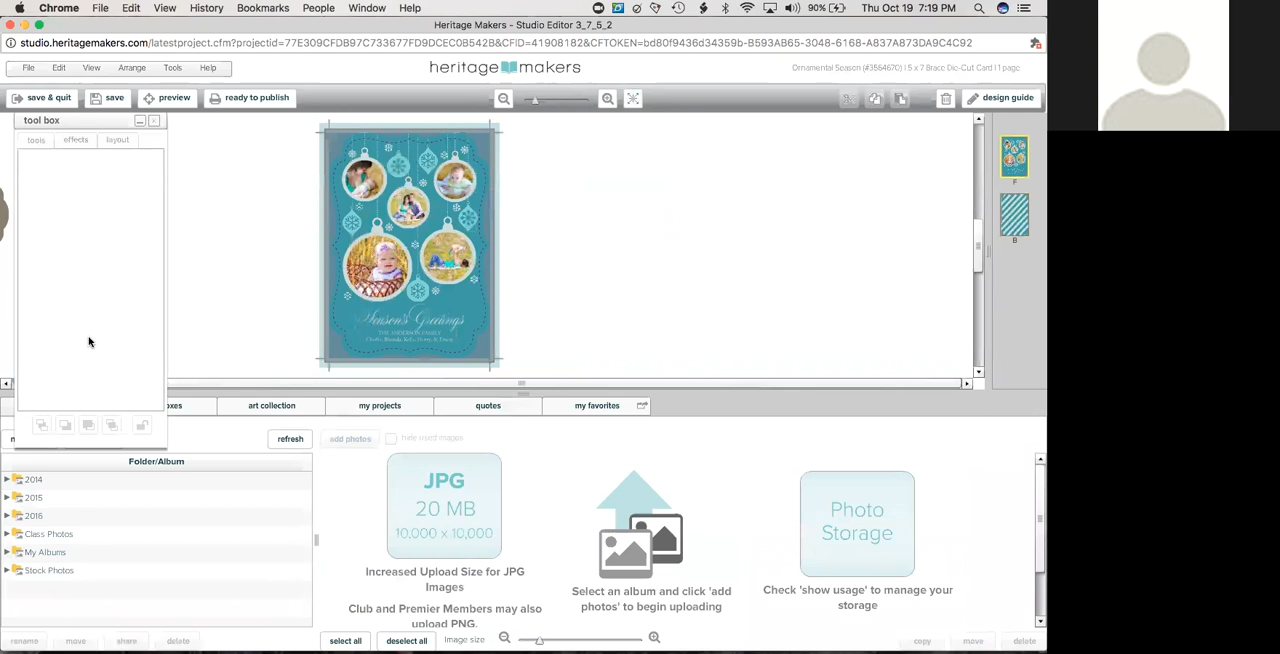 Chrome File Edit View History Bookmarks People Window Help 90% Thu Oct 19 7:19 PM
Heritage Makers - Studio Editor 3_7_5_2
studio.heritagemakers.com/latestproject.cfm?projectid=77E309CFDB97C733677FD9DCEC0B542B&CFID=41908182&CFTOKEN=bd80f9436d34359b-B593AB65-3048-6168-A837A873DA9C4C92
File Edit View Arrange Tools Help
heritage makers
Ornamental Season (#3564670) | 5 x 7 Brace Die-Cut Card | 1 page
save & quit save preview ready to publish design guide
tool box
tools effects layout
F
B
Season's Greetings
THE ANDERSON FAMILY
oxes art collection my projects quotes my favorites
refresh add photos hide used images
Folder/Album
2014
2015
2016
Class Photos
My Albums
Stock Photos
JPG
20 MB
10,000 x 10,000
Increased Upload Size for JPG
Images
Club and Premier Members may also
upload PNG.
Select an album and click 'add
photos' to begin uploading
Photo
Storage
Check 'show usage' to manage your
storage
rename move share delete select all deselect all Image size copy move delete